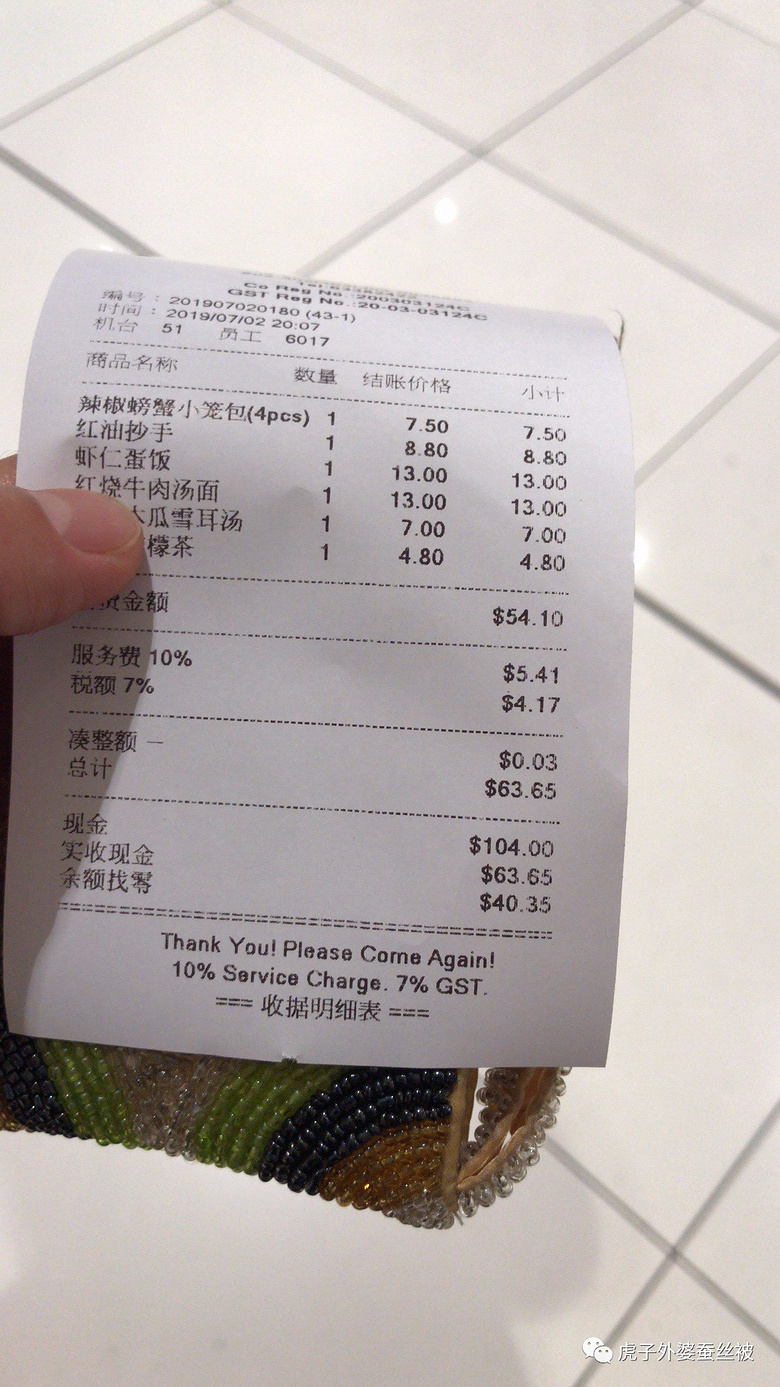 Co Reg No.:200303124C
GST Reg No.:20-03-03124C
编号：201907020180 (43-1)
时间：2019/07/02 20:07
机台 51 员工 6017
商品名称 数量 结账价格 小计
辣椒螃蟹小笼包(4pcs) 1 7.50 7.50
红油抄手 1 8.80 8.80
虾仁蛋饭 1 13.00 13.00
红烧牛肉汤面 1 13.00 13.00
木瓜雪耳汤 1 7.00 7.00
檬茶 1 4.80 4.80
金额 $54.10
服务费 10% $5.41
税额 7% $4.17
凑整额 － $0.03
总计 $63.65
现金 $104.00
实收现金 $63.65
余额找零 $40.35
Thank You! Please Come Again!
10% Service Charge. 7% GST.
=== 收据明细表 ===
虎子外婆蚕丝被